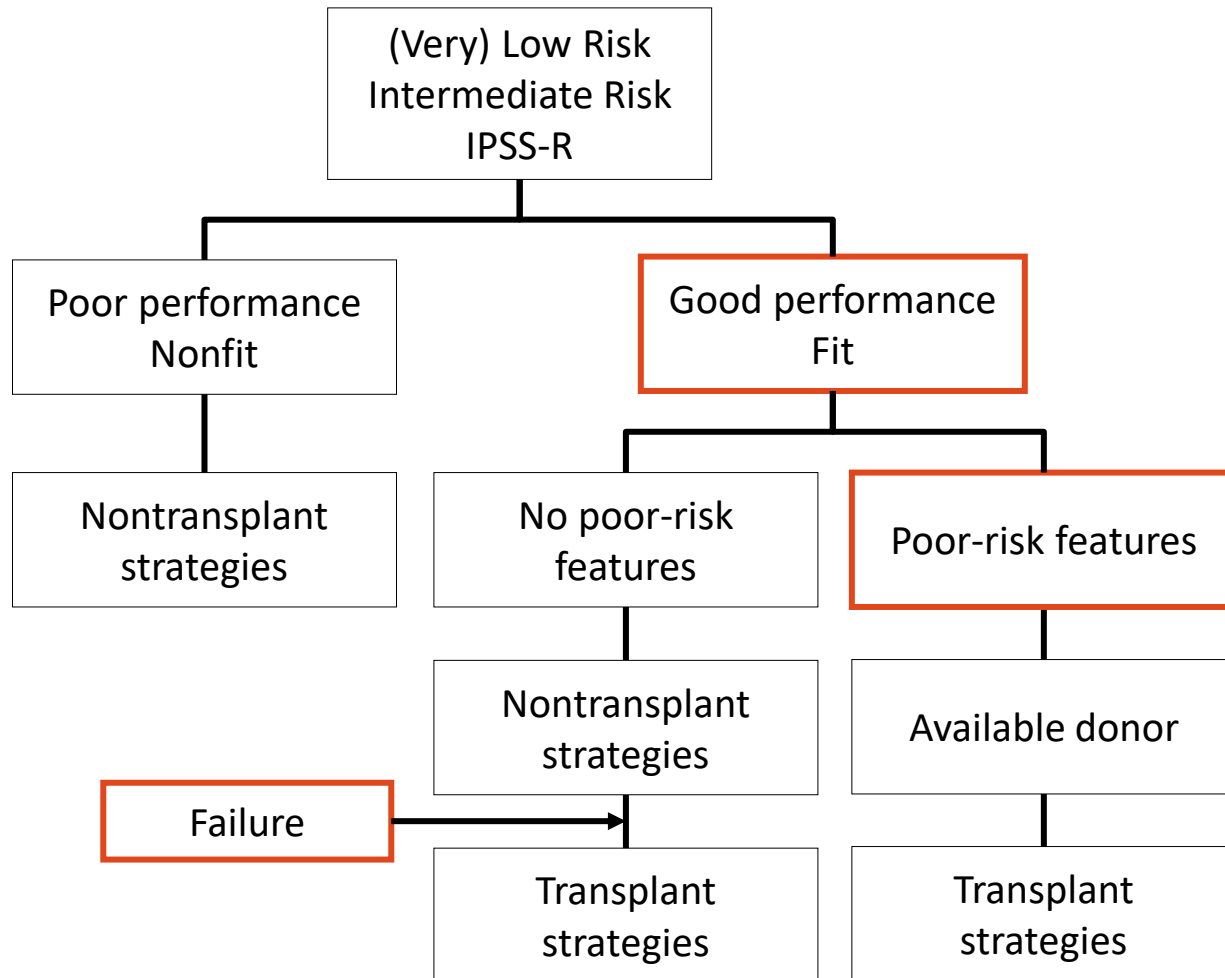 (Very) Low Risk
Intermediate Risk
IPSS-R
Poor performance
Nonfit
Good performance
Fit
Nontransplant
strategies
No poor-risk
features
Poor-risk features
Nontransplant
strategies
Available donor
Failure
Transplant
strategies
Transplant
strategies